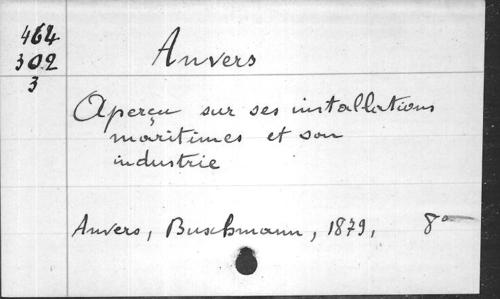 464
302
3
Anvers
Aperçu sur ses installations
maritimes et son
industrie
Anvers, Buschmann, 1879, 8°